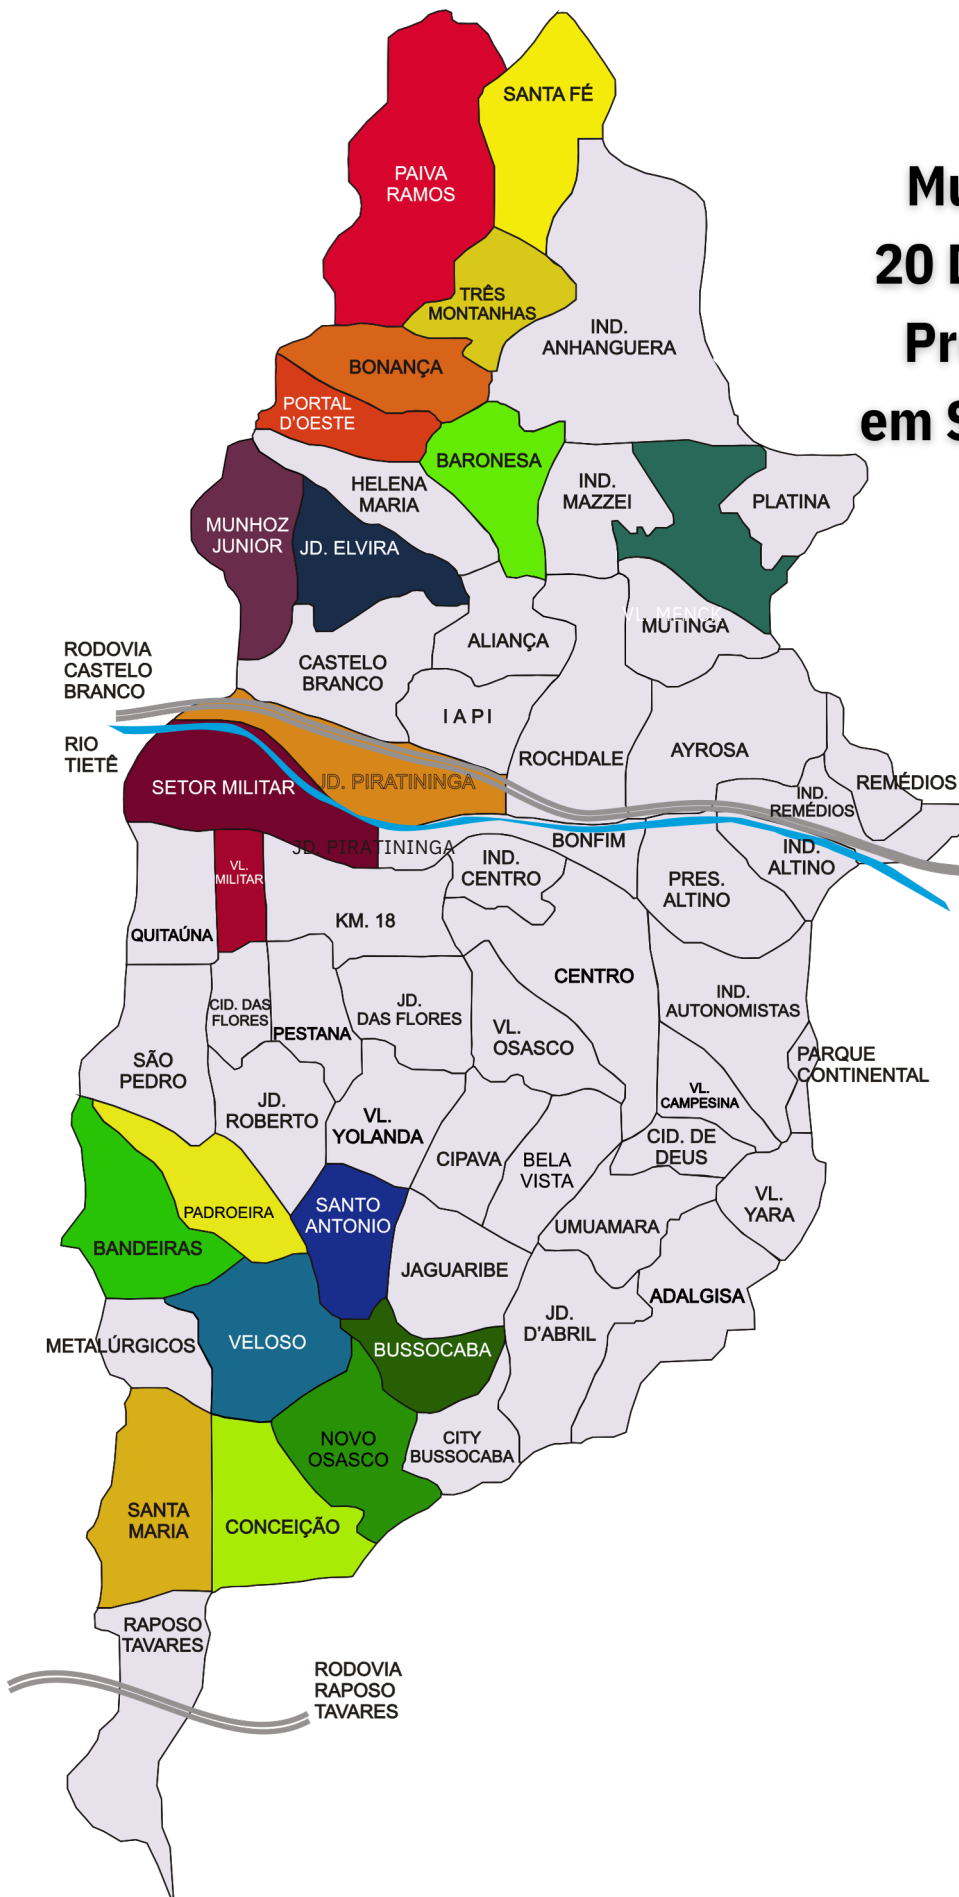 SANTA FÉ
PAIVA
RAMOS
Mu
20 D
TRÊS
MONTANHAS
IND.
ANHANGUERA
Pr
BONANÇA
em S
PORTAL
D'OESTE
BARONESA
HELENA
MARIA
IND.
MAZZEI
PLATINA
MUNHOZ
JUNIOR
JD. ELVIRA
VL. MENCK
MUTINGA
ALIANÇA
RODOVIA
CASTELO
BRANCO
CASTELO
BRANCO
I A P I
RIO
TIETÊ
ROCHDALE
AYROSA
SETOR MILITAR
JD. PIRATININGA
REMÉDIOS
IND.
REMÉDIOS
JD. PIRATININGA
BONFIM
IND.
ALTINO
VL.
MILITAR
IND.
CENTRO
PRES.
ALTINO
QUITAÚNA
KM. 18
CENTRO
IND.
AUTONOMISTAS
CID. DAS
FLORES
PESTANA
JD.
DAS FLORES
VL.
OSASCO
SÃO
PEDRO
PARQUE
CONTINENTAL
JD.
ROBERTO
VL.
YOLANDA
VL.
CAMPESINA
CIPAVA
BELA
VISTA
CID. DE
DEUS
PADROEIRA
SANTO
ANTONIO
UMUAMARA
VL.
YARA
BANDEIRAS
JAGUARIBE
ADALGISA
METALÚRGICOS
VELOSO
BUSSOCABA
JD.
D'ABRIL
NOVO
OSASCO
CITY
BUSSOCABA
SANTA
MARIA
CONCEIÇÃO
RAPOSO
TAVARES
RODOVIA
RAPOSO
TAVARES